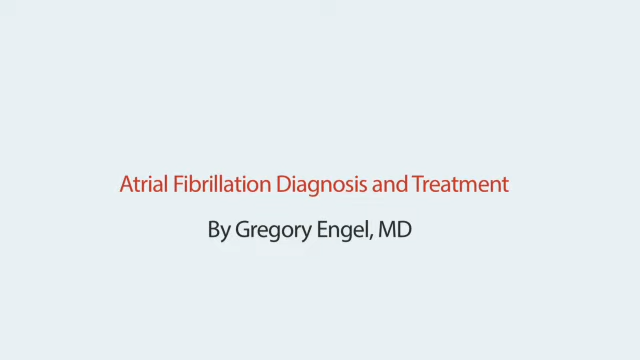 Atrial Fibrillation Diagnosis and Treatment
By Gregory Engel, MD